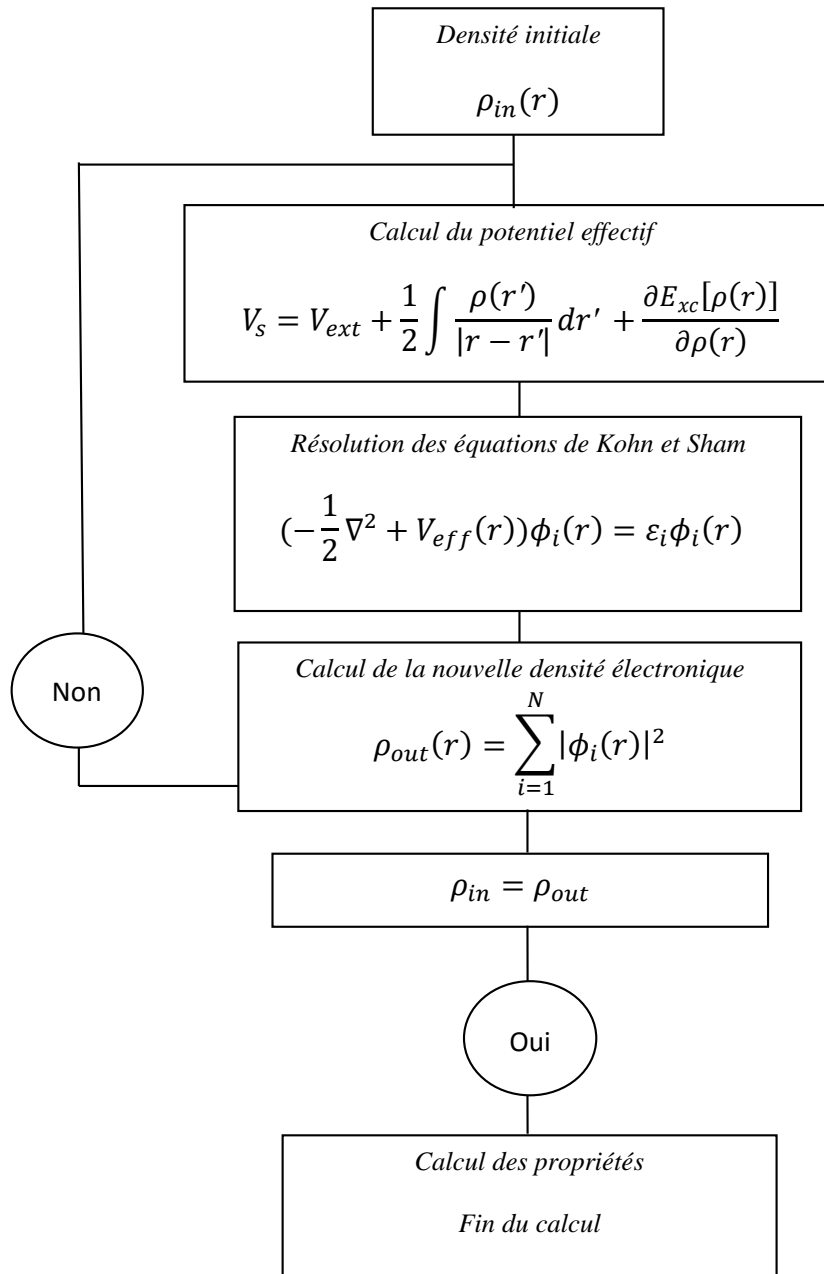 Densité initiale
ρ_in(r)
Calcul du potentiel effectif
V_s = V_ext + 1/2 ∫ ρ(r′)/|r − r′| dr′ + ∂E_xc[ρ(r)]/∂ρ(r)
Résolution des équations de Kohn et Sham
(−1/2 ∇² + V_eff(r))ϕ_i(r) = ε_iϕ_i(r)
Non
Calcul de la nouvelle densité électronique
ρ_out(r) = ∑_{i=1}^{N} |ϕ_i(r)|²
ρ_in = ρ_out
Oui
Calcul des propriétés
Fin du calcul